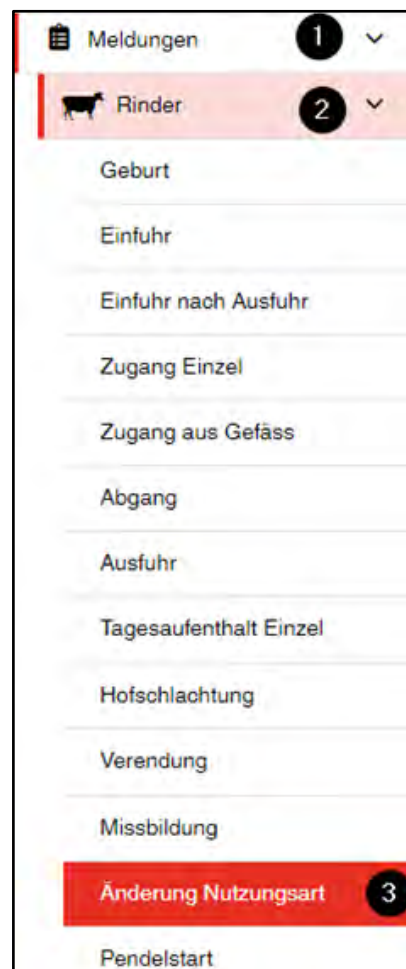 Meldungen 1
Rinder 2
Geburt
Einfuhr
Einfuhr nach Ausfuhr
Zugang Einzel
Zugang aus Gefäss
Abgang
Ausfuhr
Tagesaufenthalt Einzel
Hofschlachtung
Verendung
Missbildung
Änderung Nutzungsart 3
Pendelstart